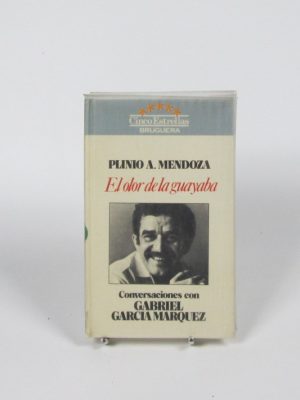 Cinco Estrellas
BRUGUERA
PLINIO A. MENDOZA
El olor de la guayaba
Conversaciones con
GABRIEL
GARCIA MARQUEZ